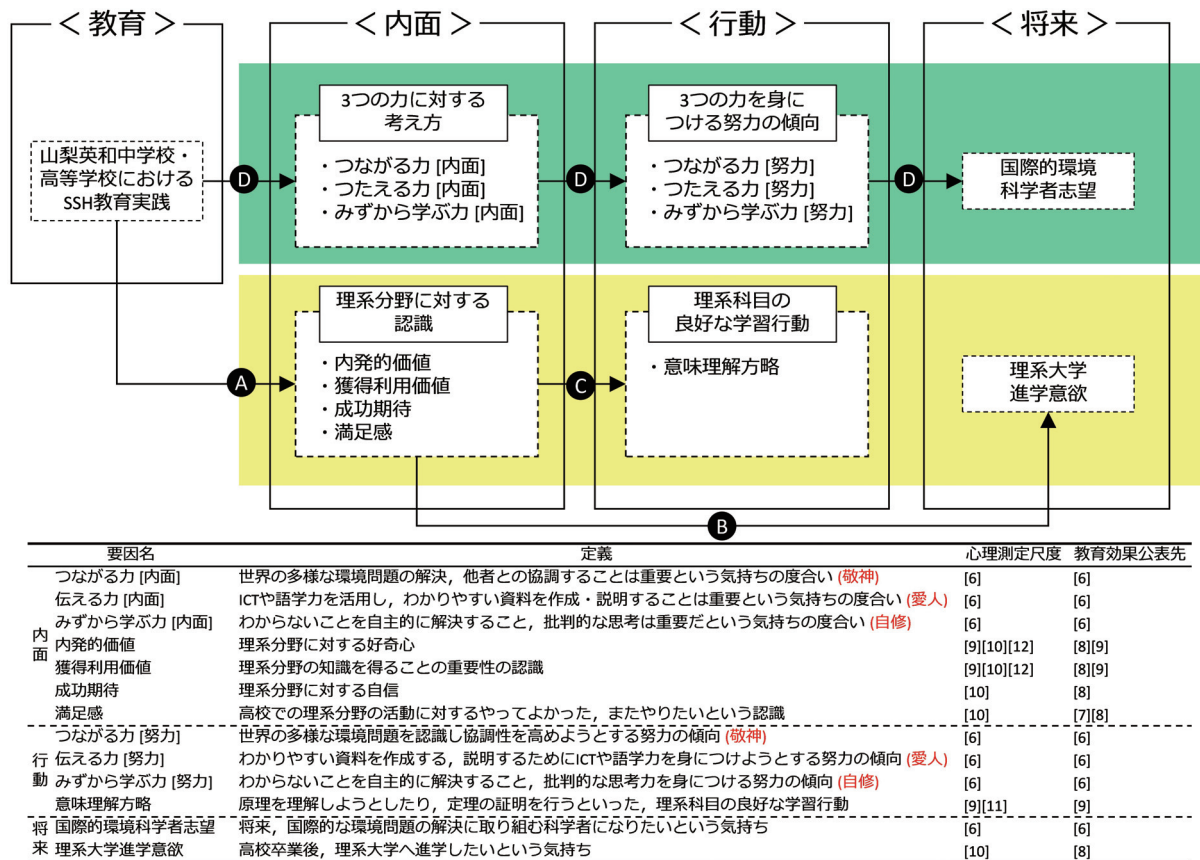 ＜ 教育 ＞
＜ 内面 ＞
＜ 行動 ＞
＜ 将来 ＞
3つの力に対する
考え方
・つながる力 [内面]
・つたえる力 [内面]
・みずから学ぶ力 [内面]
3つの力を身に
つける努力の傾向
・つながる力 [努力]
・つたえる力 [努力]
・みずから学ぶ力 [努力]
山梨英和中学校・
高等学校における
SSH教育実践
D
D
D
国際的環境
科学者志望
理系分野に対する
認識
・内発的価値
・獲得利用価値
・成功期待
・満足感
理系科目の
良好な学習行動
・意味理解方略
A
C
理系大学
進学意欲
B
要因名 定義 心理測定尺度 教育効果公表先
内面
つながる力 [内面] 世界の多様な環境問題の解決，他者との協調することは重要という気持ちの度合い (敬神) [6] [6]
伝える力 [内面] ICTや語学力を活用し，わかりやすい資料を作成・説明することは重要という気持ちの度合い (愛人) [6] [6]
みずから学ぶ力 [内面] わからないことを自主的に解決すること，批判的な思考は重要だという気持ちの度合い (自修) [6] [6]
内発的価値 理系分野に対する好奇心 [9][10][12] [8][9]
獲得利用価値 理系分野の知識を得ることの重要性の認識 [9][10][12] [8][9]
成功期待 理系分野に対する自信 [10] [8]
満足感 高校での理系分野の活動に対するやってよかった，またやりたいという認識 [10] [7][8]
行動
つながる力 [努力] 世界の多様な環境問題を認識し協調性を高めようとする努力の傾向 (敬神) [6] [6]
伝える力 [努力] わかりやすい資料を作成する，説明するためにICTや語学力を身につけようとする努力の傾向 (愛人) [6] [6]
みずから学ぶ力 [努力] わからないことを自主的に解決すること，批判的な思考力を身につける努力の傾向 (自修) [6] [6]
意味理解方略 原理を理解しようとしたり，定理の証明を行うといった，理系科目の良好な学習行動 [9][11] [9]
将来
国際的環境科学者志望 将来，国際的な環境問題の解決に取り組む科学者になりたいという気持ち [6] [6]
理系大学進学意欲 高校卒業後，理系大学へ進学したいという気持ち [10] [8]